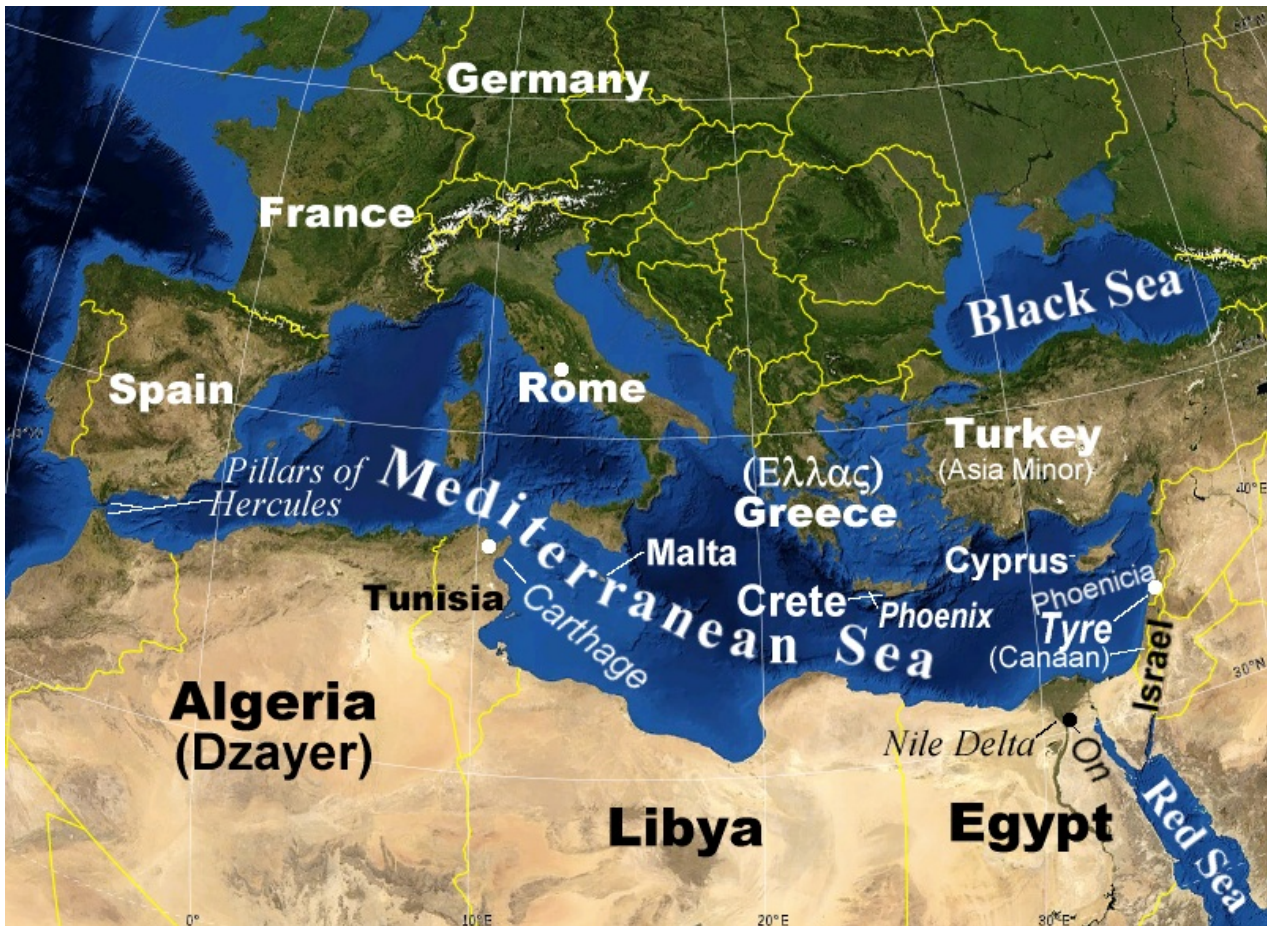 Germany
France
Black Sea
Spain
Rome
Turkey
(Asia Minor)
Pillars of
Hercules
Mediterranean Sea
(Ελλας)
Greece
40°E
Malta
Cyprus
Phoenicia
Tunisia
Carthage
Crete
Phoenix
Tyre
(Canaan)
Israel
30°N
Algeria
(Dzayer)
Nile Delta
On
Libya
Egypt
Red Sea
0°
10°E
20°E
30°E